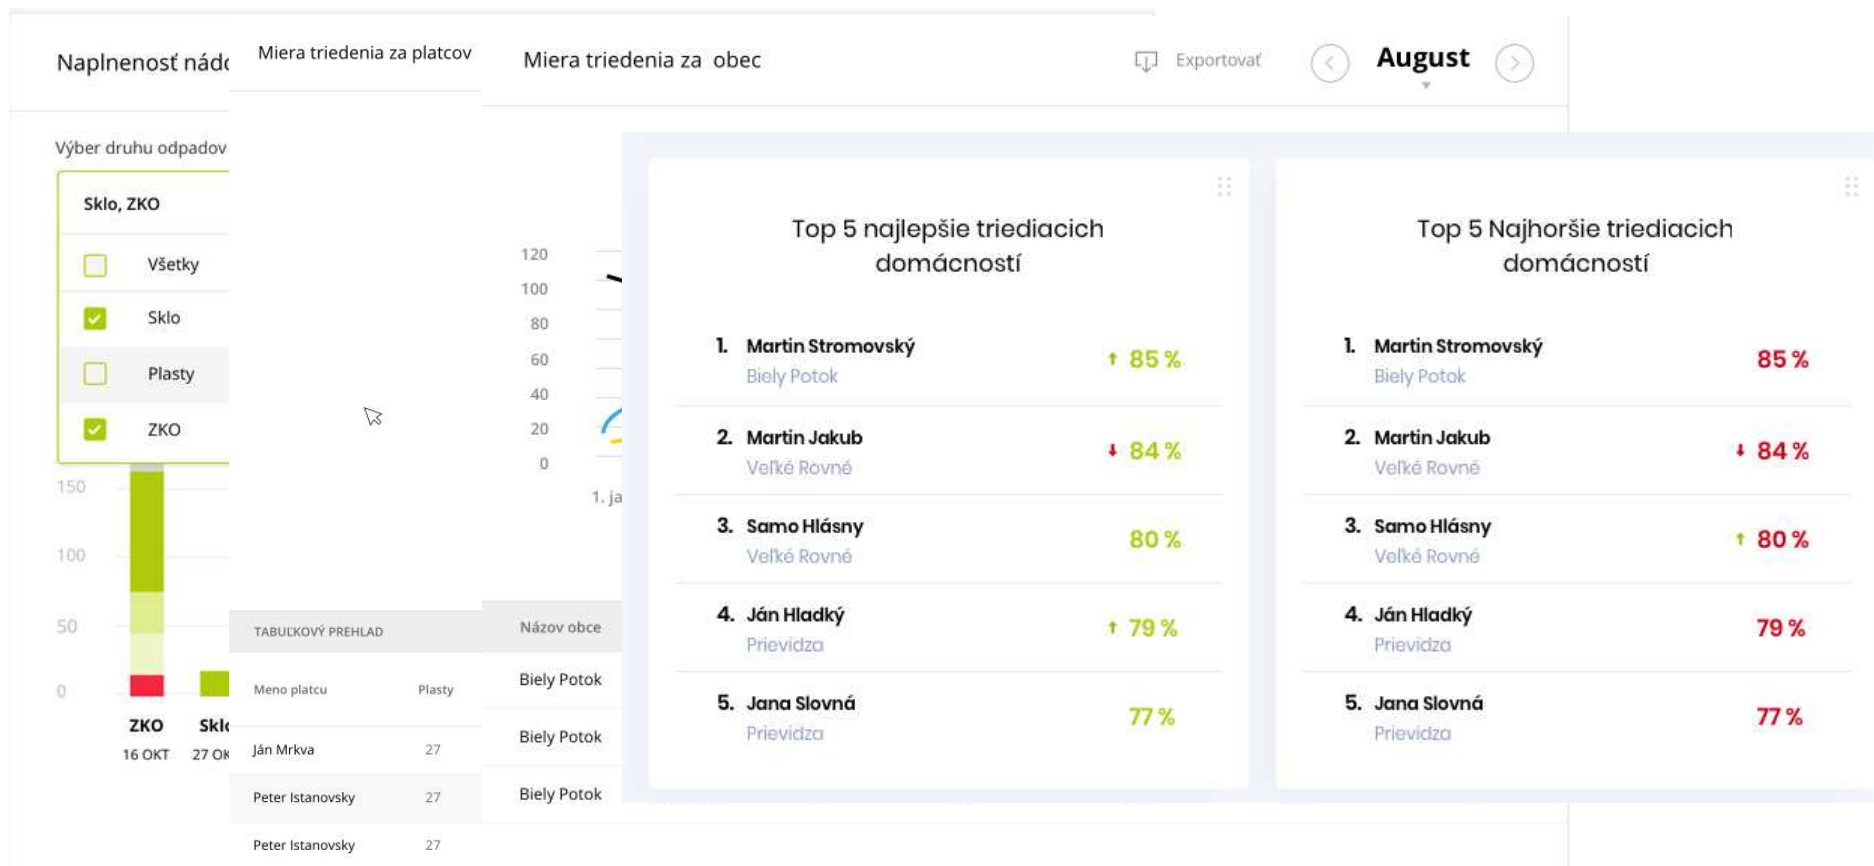 Naplnenosť
Výber druhu odpadov
Sklo, ZKO
Všetky
Sklo
Plasty
ZKO
150
100
50
0
ZKO
16 OKT
27
Miera triedenia za platcov
TABUĽKOVÝ PREHLAD
Meno platcu Plasty
Ján Mrkva 27
Peter Istanovsky 27
Peter Istanovsky 27
Miera triedenia za obec
Exportovať
August
120
100
80
60
40
20
0
1.
Názov obce
Biely Potok
Biely Potok
Biely Potok
Top 5 najlepšie triediacich
domácností
1. Martin Stromovský
Biely Potok
85 %
2. Martin Jakub
Veľké Rovné
84 %
3. Samo Hlásny
Veľké Rovné
80 %
4. Ján Hladký
Prievidza
79 %
5. Jana Slovná
Prievidza
77 %
Top 5 Najhoršie triediacich
domácností
1. Martin Stromovský
Biely Potok
85 %
2. Martin Jakub
Veľké Rovné
84 %
3. Samo Hlásny
Veľké Rovné
80 %
4. Ján Hladký
Prievidza
79 %
5. Jana Slovná
Prievidza
77 %